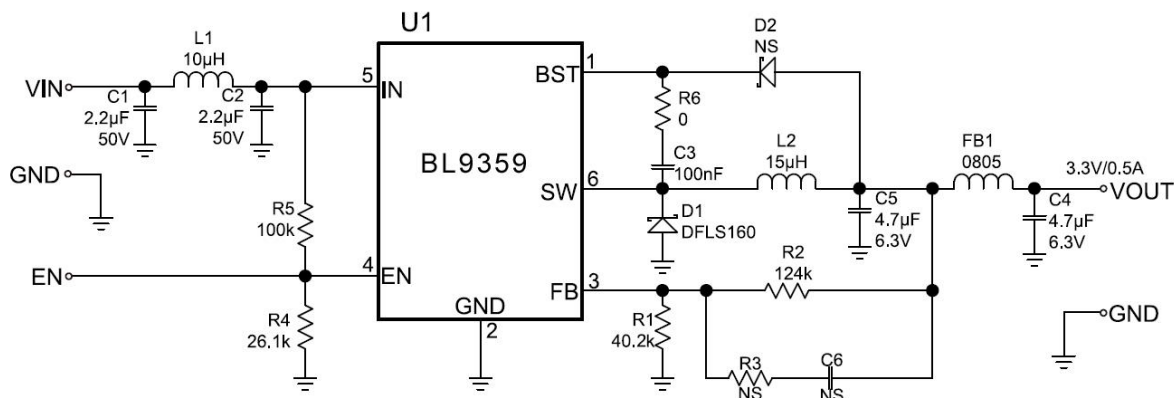 U1
L1
10µH
VIN
C1
2.2µF
50V
C2
2.2µF
50V
5
IN
GND
R5
100k
EN
4
EN
R4
26.1k
BL9359
GND
2
BST
1
D2
NS
R6
0
C3
100nF
SW
6
L2
15µH
D1
DFLS160
C5
4.7µF
6.3V
FB1
0805
3.3V/0.5A
VOUT
C4
4.7µF
6.3V
FB
3
R2
124k
R1
40.2k
R3
NS
C6
NS
GND